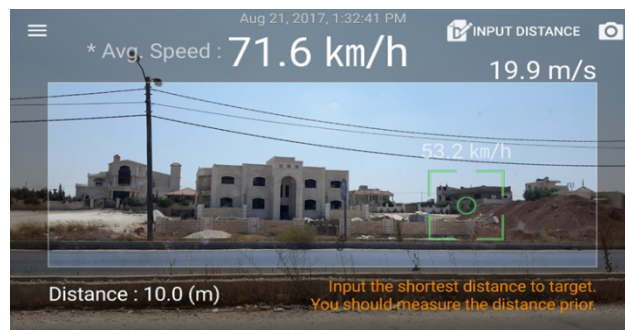 Aug 21, 2017, 1:32:41 PM
INPUT DISTANCE
* Avg. Speed : 71.6 km/h
19.9 m/s
53.2 km/h
Distance : 10.0 (m)
Input the shortest distance to target.
You should measure the distance prior.